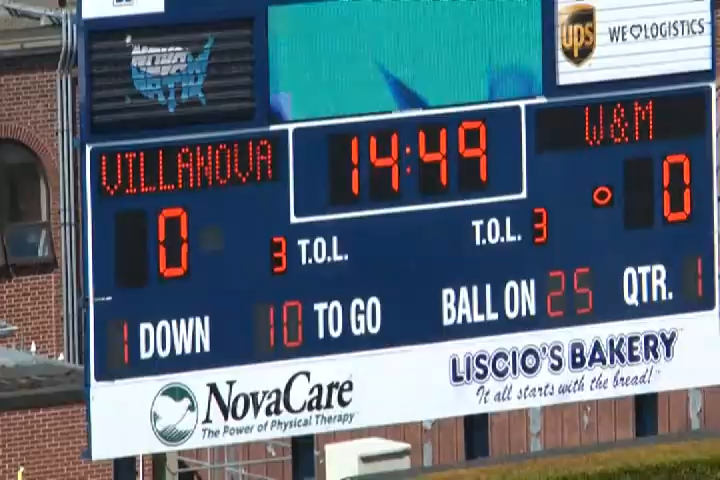 ups WE♡LOGISTICS
VILLANOVA 14:49 W&M
0 0
3 T.O.L. T.O.L. 3
1 DOWN 10 TO GO BALL ON 25 QTR. 1
NovaCare
The Power of Physical Therapy
LISCIO'S BAKERY
It all starts with the bread!"